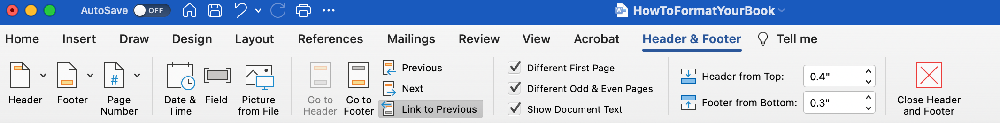 AutoSave OFF HowToFormatYourBook
Home Insert Draw Design Layout References Mailings Review View Acrobat Header & Footer Tell me
Header
Footer
#
Page
Number
Date &
Time
Field
Picture
from File
Go to
Header
Go to
Footer
Previous
Next
Link to Previous
Different First Page
Different Odd & Even Pages
Show Document Text
Header from Top: 0.4"
Footer from Bottom: 0.3"
Close Header
and Footer